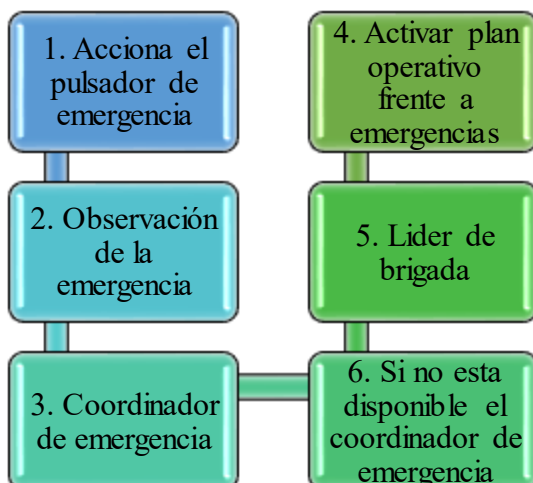 1. Acciona el
pulsador de
emergencia
2. Observación
de la
emergencia
3. Coordinador
de emergencia
4. Activar plan
operativo
frente a
emergencias
5. Lider de
brigada
6. Si no esta
disponible el
coordinador de
emergencia